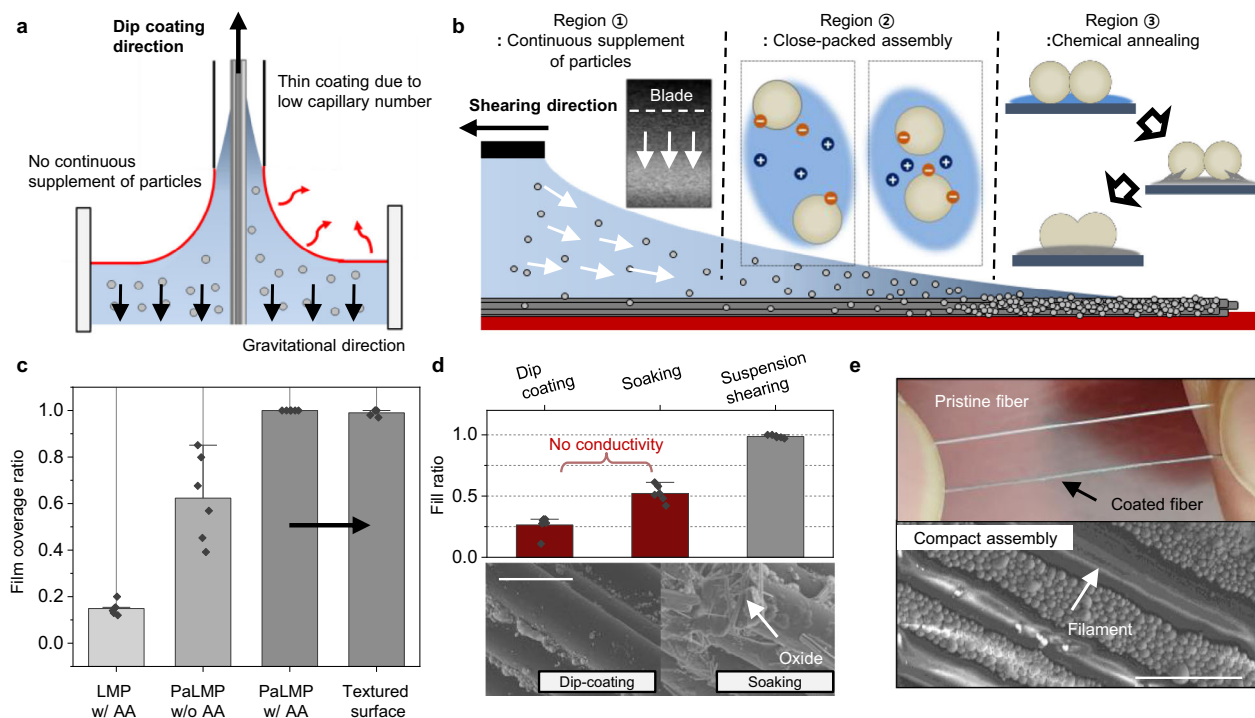 a
Dip coating
direction
Thin coating due to
low capillary number
No continuous
supplement of particles
Gravitational direction
b
Region ①
: Continuous supplement
of particles
Region ②
: Close-packed assembly
Region ③
:Chemical annealing
Shearing direction
Blade
c
Film coverage ratio
1.0
0.8
0.6
0.4
0.2
0.0
LMP
w/ AA
PaLMP
w/o AA
PaLMP
w/ AA
Textured
surface
d
Dip
coating
Soaking
Suspension
shearing
Fill ratio
1.0
0.5
0.0
No conductivity
Oxide
Dip-coating
Soaking
e
Pristine fiber
Coated fiber
Compact assembly
Filament